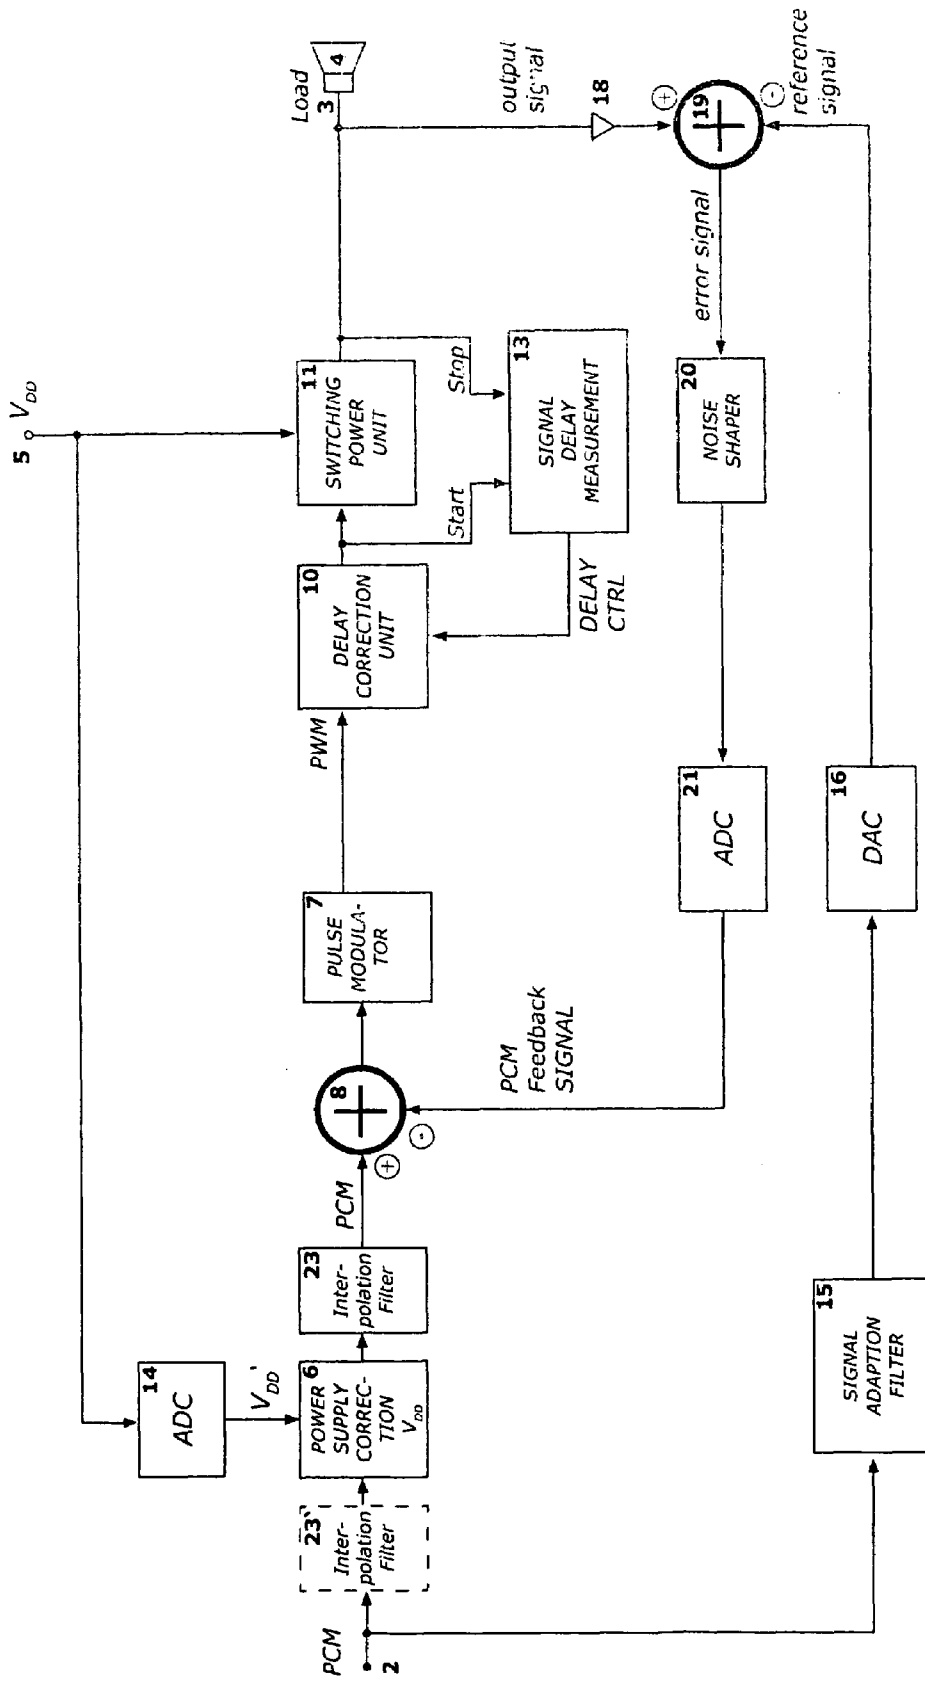 5
V_DD
14
ADC
V_DD'
PCM
2
23'
Inter-
polation
Filter
6
POWER
SUPPLY
CORREC-
TION
V_DD
23
Inter-
polation
Filter
PCM
+
-
8
7
PULSE
MODULA-
TOR
PWM
10
DELAY
CORRECTION
UNIT
11
SWITCHING
POWER
UNIT
Load
3
4
Start
Stop
13
SIGNAL
DELAY
MEASUREMENT
DELAY
CTRL
output
signal
18
+
19
-
reference
signal
error signal
20
NOISE
SHAPER
21
ADC
PCM
Feedback
SIGNAL
15
SIGNAL
ADAPTION
FILTER
16
DAC